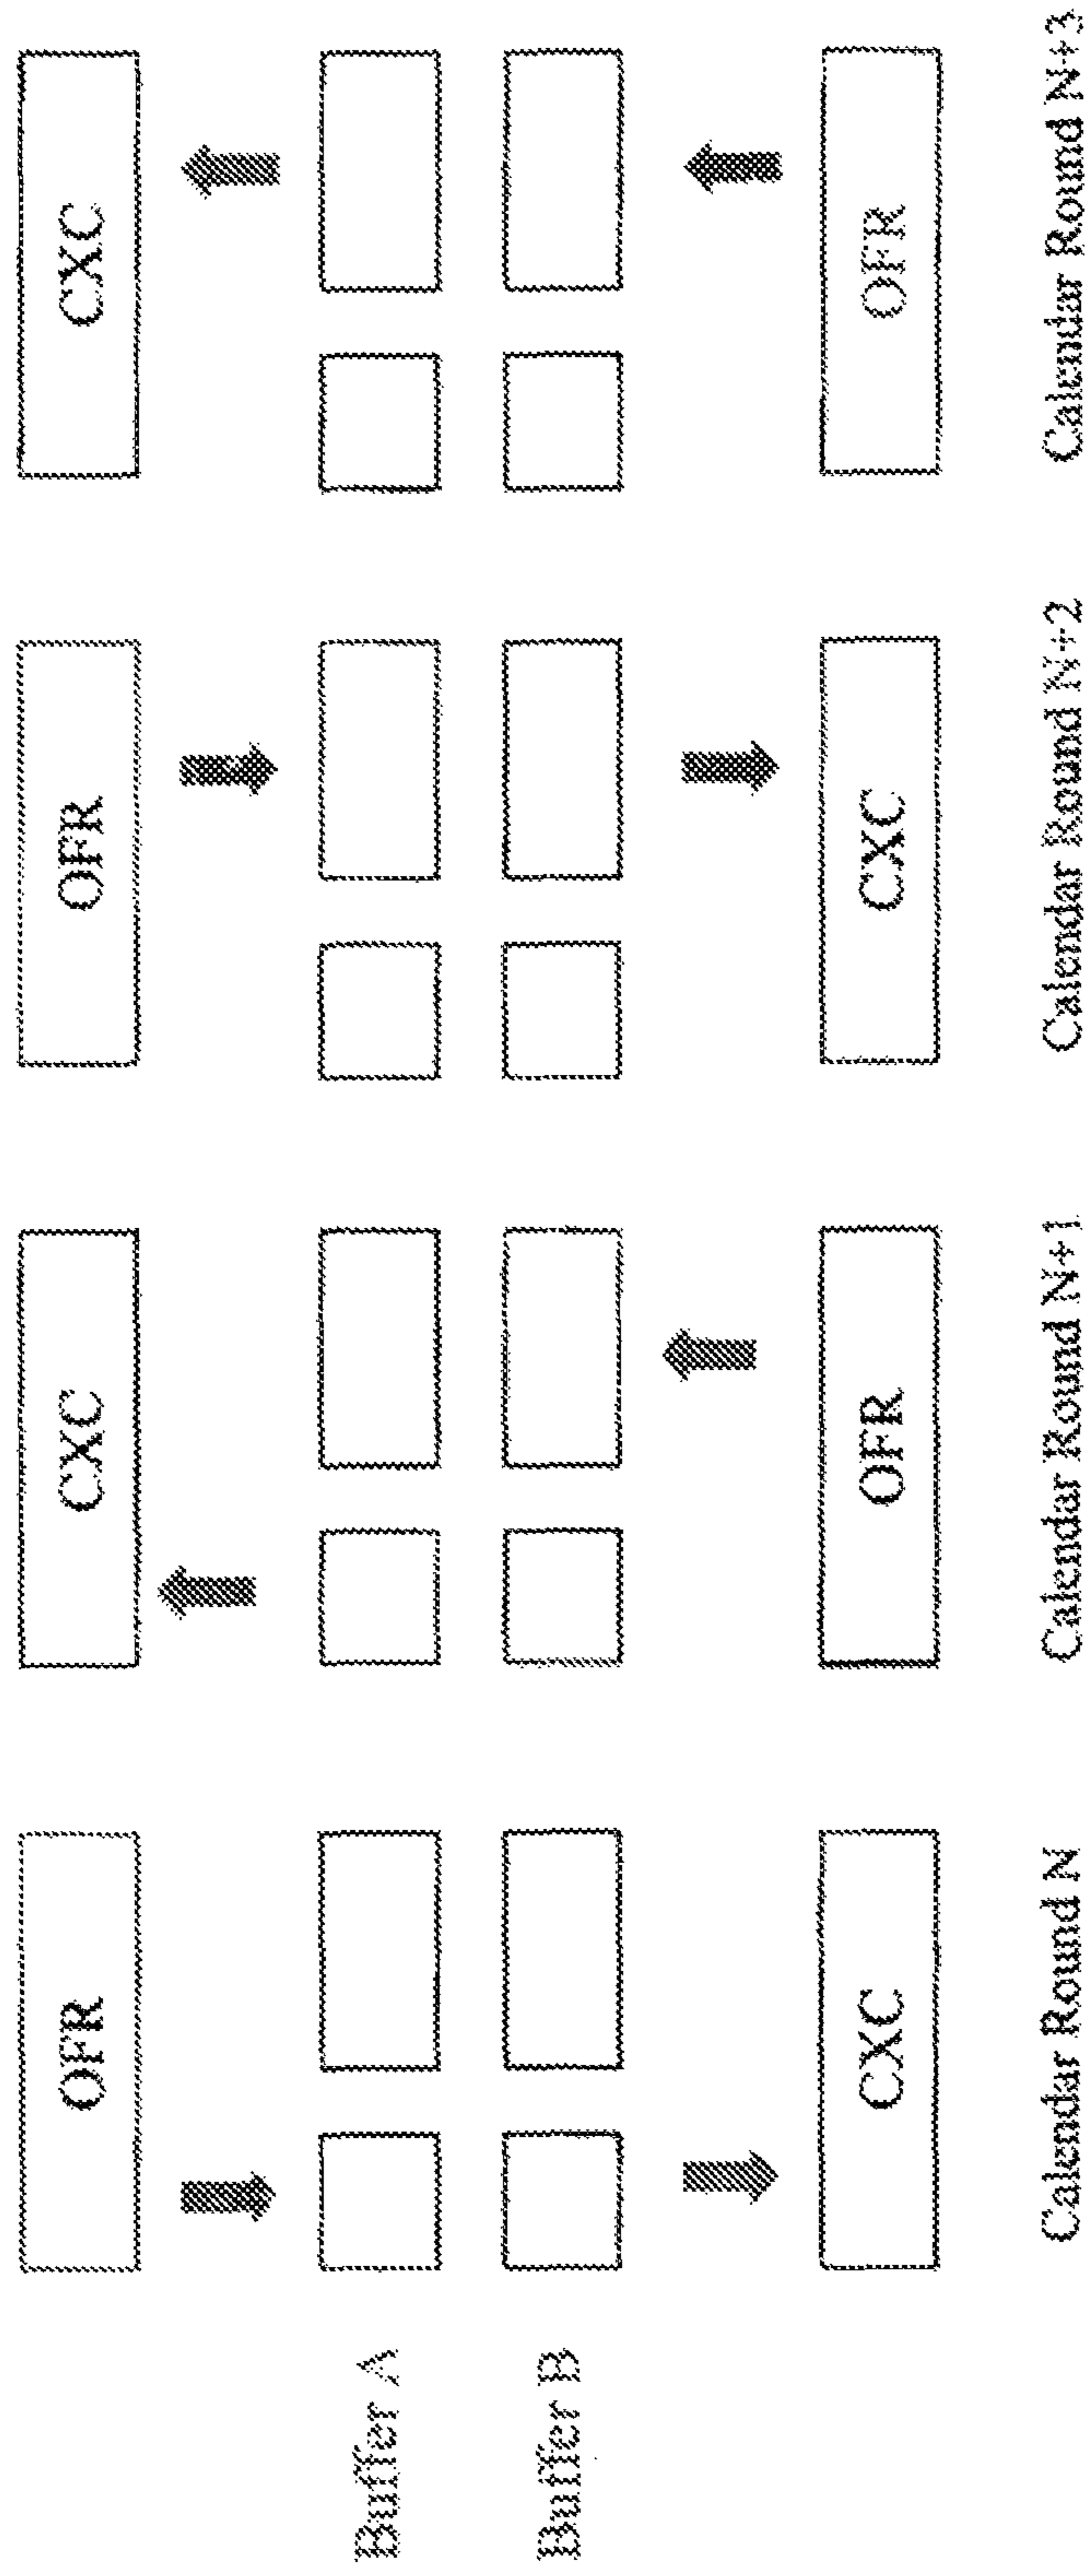 OFR
CXC
OFR
CXC
Buffer A
Buffer B
CXC
OFR
CXC
OFR
Calendar Round N
Calendar Round N+1
Calendar Round N+2
Calendar Round N+3